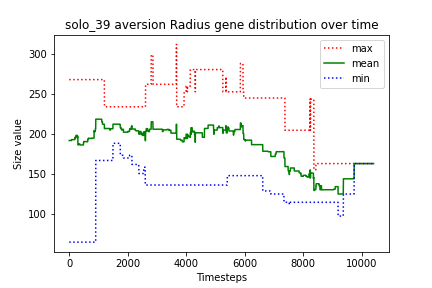 solo_39 aversion Radius gene distribution over time
max
mean
min
Size value
300
250
200
150
100
0
2000
4000
6000
8000
10000
Timesteps